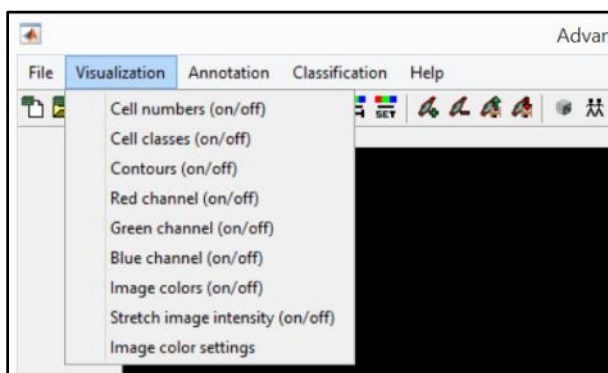 Advan
File Visualization Annotation Classification Help
SET
Cell numbers (on/off)
Cell classes (on/off)
Contours (on/off)
Red channel (on/off)
Green channel (on/off)
Blue channel (on/off)
Image colors (on/off)
Stretch image intensity (on/off)
Image color settings